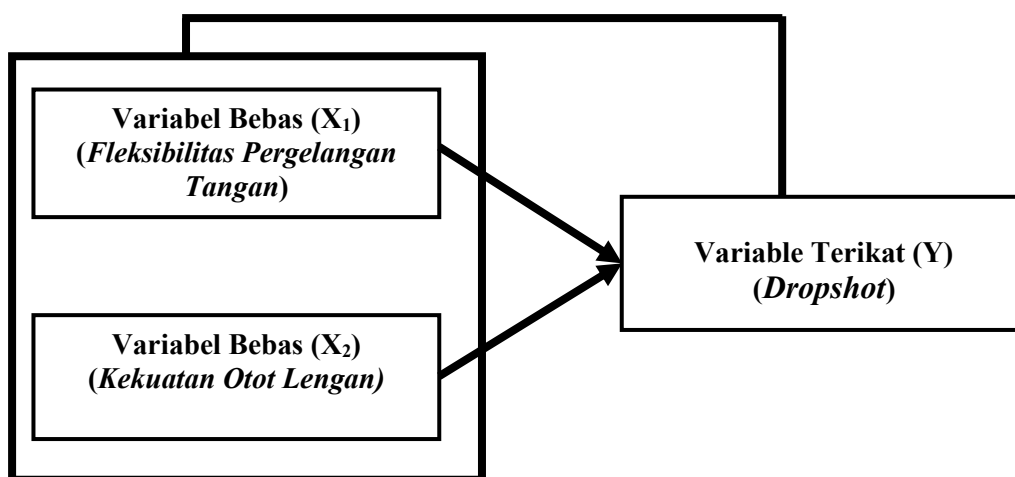 Variabel Bebas (X₁)
(Fleksibilitas Pergelangan
Tangan)
Variable Terikat (Y)
(Dropshot)
Variabel Bebas (X₂)
(Kekuatan Otot Lengan)